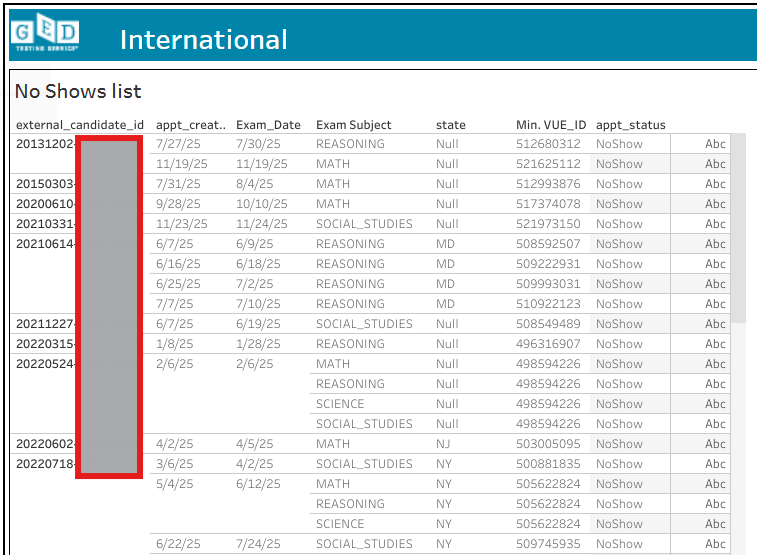 GED
TESTING SERVICE®
International
No Shows list
external_candidate_id appt_creat.. Exam_Date Exam Subject state Min. VUE_ID appt_status
20131202- 7/27/25 7/30/25 REASONING Null 512680312 NoShow Abc
11/19/25 11/19/25 MATH Null 521625112 NoShow Abc
20150303- 7/31/25 8/4/25 MATH Null 512993876 NoShow Abc
20200610- 9/28/25 10/10/25 MATH Null 517374078 NoShow Abc
20210331- 11/23/25 11/24/25 SOCIAL_STUDIES Null 521973150 NoShow Abc
20210614- 6/7/25 6/9/25 REASONING MD 508592507 NoShow Abc
6/16/25 6/18/25 REASONING MD 509222931 NoShow Abc
6/25/25 7/2/25 REASONING MD 509993031 NoShow Abc
7/7/25 7/10/25 REASONING MD 510922123 NoShow Abc
20211227- 6/7/25 6/19/25 SOCIAL_STUDIES Null 508549489 NoShow Abc
20220315- 1/8/25 1/28/25 REASONING Null 496316907 NoShow Abc
20220524- 2/6/25 2/6/25 MATH Null 498594226 NoShow Abc
REASONING Null 498594226 NoShow Abc
SCIENCE Null 498594226 NoShow Abc
SOCIAL_STUDIES Null 498594226 NoShow Abc
20220602- 4/2/25 4/5/25 MATH NJ 503005095 NoShow Abc
20220718- 3/6/25 4/2/25 SOCIAL_STUDIES NY 500881835 NoShow Abc
5/4/25 6/12/25 MATH NY 505622824 NoShow Abc
REASONING NY 505622824 NoShow Abc
SCIENCE NY 505622824 NoShow Abc
6/22/25 7/24/25 SOCIAL_STUDIES NY 509745935 NoShow Abc